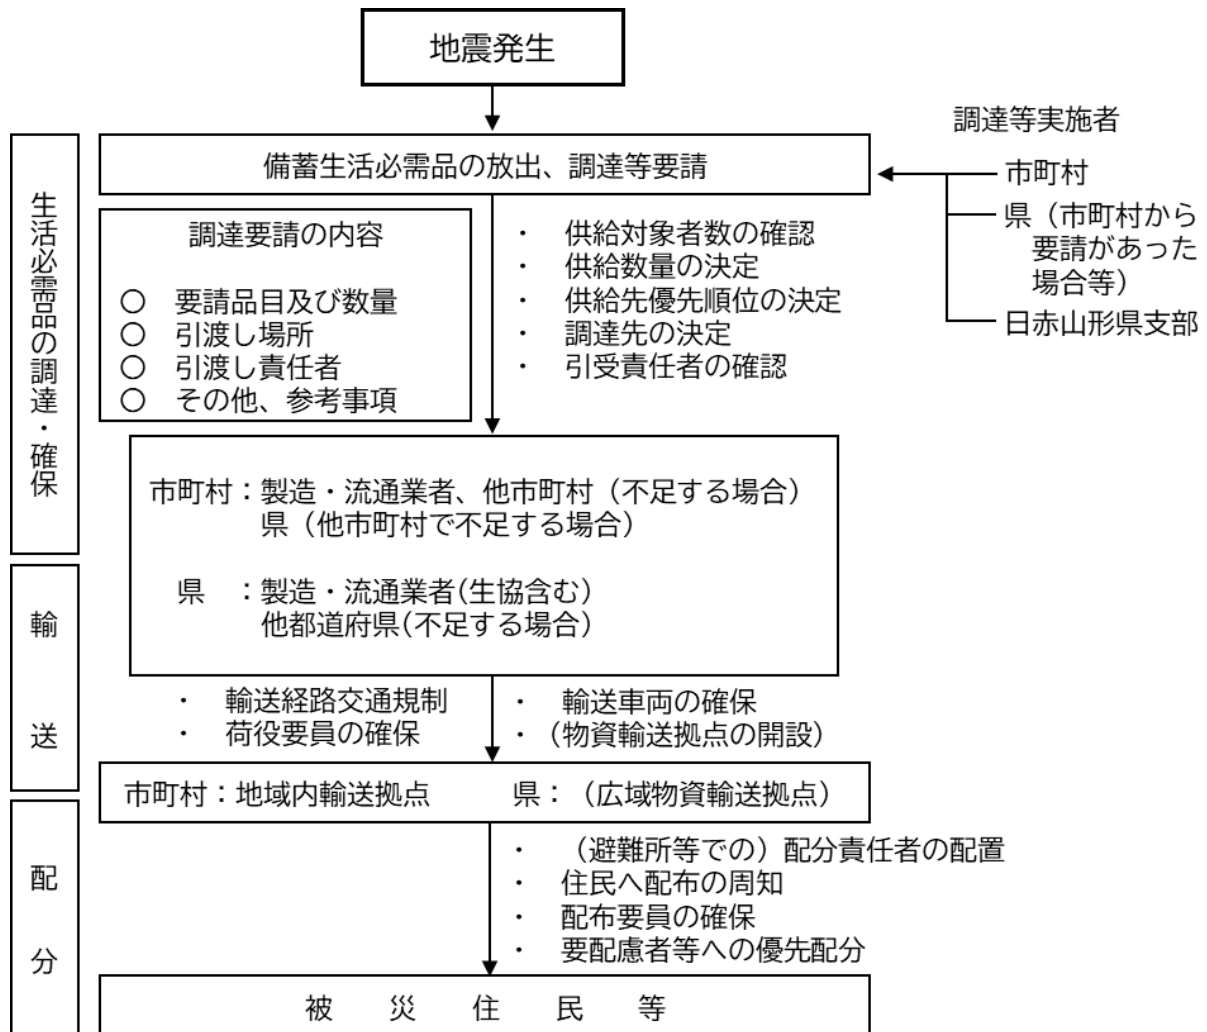 地震発生
調達等実施者
備蓄生活必需品の放出、調達等要請
市町村
県（市町村から
要請があった
場合等）
日赤山形県支部
生活必需品の調達・確保
調達要請の内容
○ 要請品目及び数量
○ 引渡し場所
○ 引渡し責任者
○ その他、参考事項
・ 供給対象者数の確認
・ 供給数量の決定
・ 供給先優先順位の決定
・ 調達先の決定
・ 引受責任者の確認
市町村：製造・流通業者、他市町村（不足する場合）
県（他市町村で不足する場合）
県 ：製造・流通業者(生協含む)
他都道府県(不足する場合)
輸送
・ 輸送経路交通規制
・ 荷役要員の確保
・ 輸送車両の確保
・（物資輸送拠点の開設）
市町村：地域内輸送拠点 県：（広域物資輸送拠点）
配分
・ （避難所等での）配分責任者の配置
・ 住民へ配布の周知
・ 配布要員の確保
・ 要配慮者等への優先配分
被 災 住 民 等